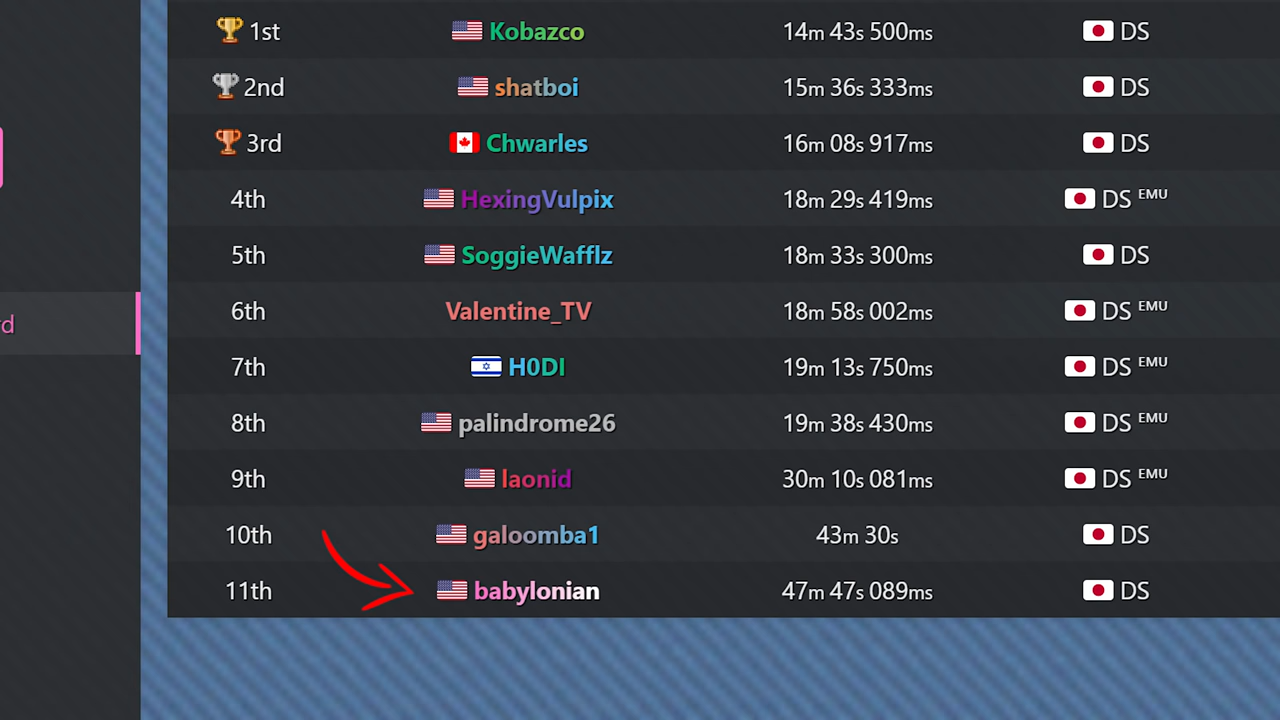 1st Kobazco 14m 43s 500ms DS
2nd shatboi 15m 36s 333ms DS
3rd Chwarles 16m 08s 917ms DS
4th HexingVulpix 18m 29s 419ms DS EMU
5th SoggieWafflz 18m 33s 300ms DS
6th Valentine_TV 18m 58s 002ms DS EMU
7th H0DI 19m 13s 750ms DS EMU
rd
8th palindrome26 19m 38s 430ms DS EMU
9th laonid 30m 10s 081ms DS EMU
10th galoomba1 43m 30s DS
11th babylonian 47m 47s 089ms DS